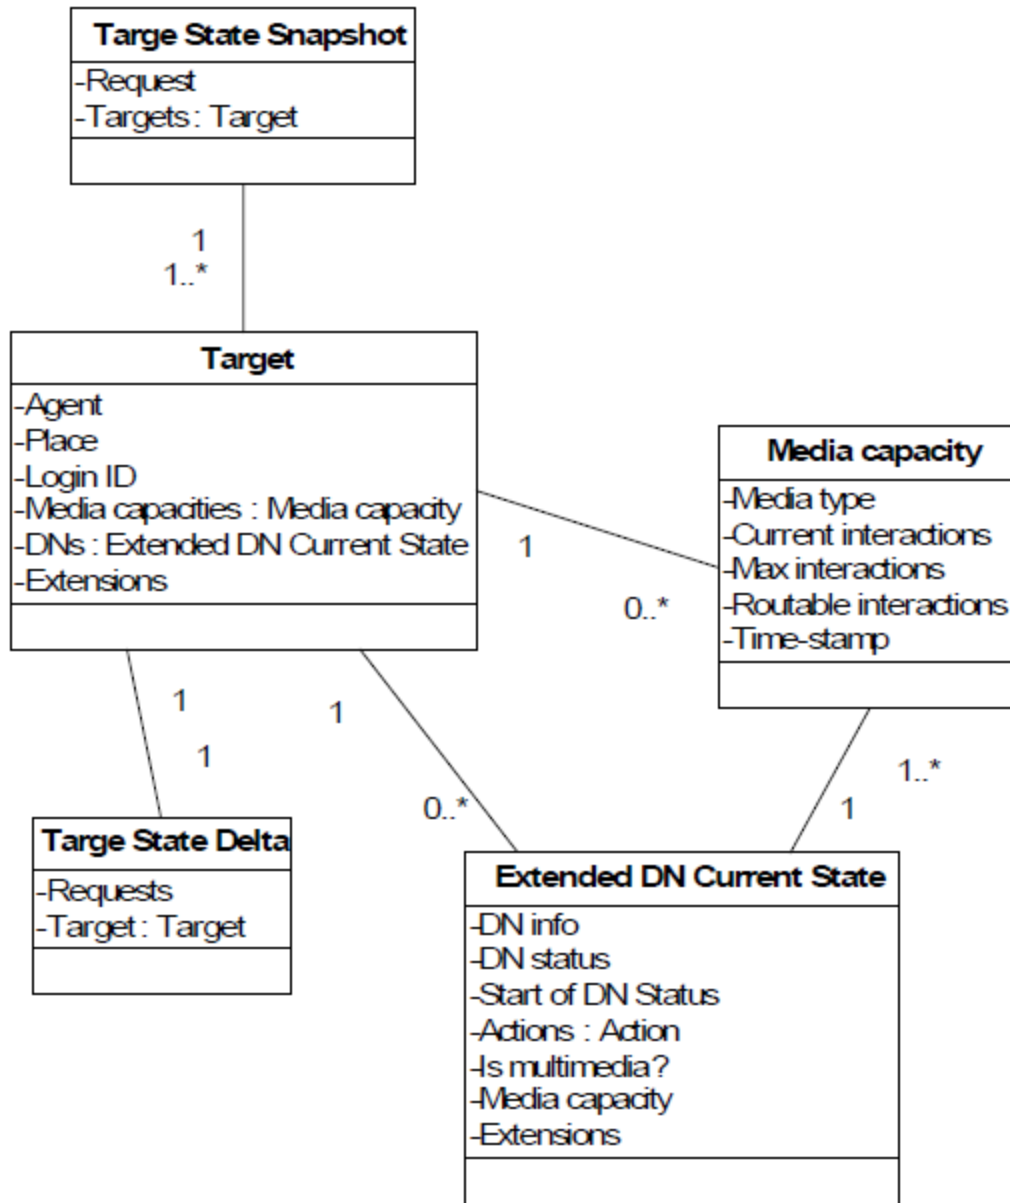 Targe State Snapshot
-Request
-Targets : Target
1
1..*
Target
-Agent
-Place
-Login ID
-Media capacities : Media capacity
-DNs : Extended DN Current State
-Extensions
Media capacity
-Media type
-Current interactions
-Max interactions
-Routable interactions
-Time-stamp
1
0..*
1
1
1
0..*
1..*
1
Targe State Delta
-Requests
-Target : Target
Extended DN Current State
-DN info
-DN status
-Start of DN Status
-Actions : Action
-Is multimedia?
-Media capacity
-Extensions